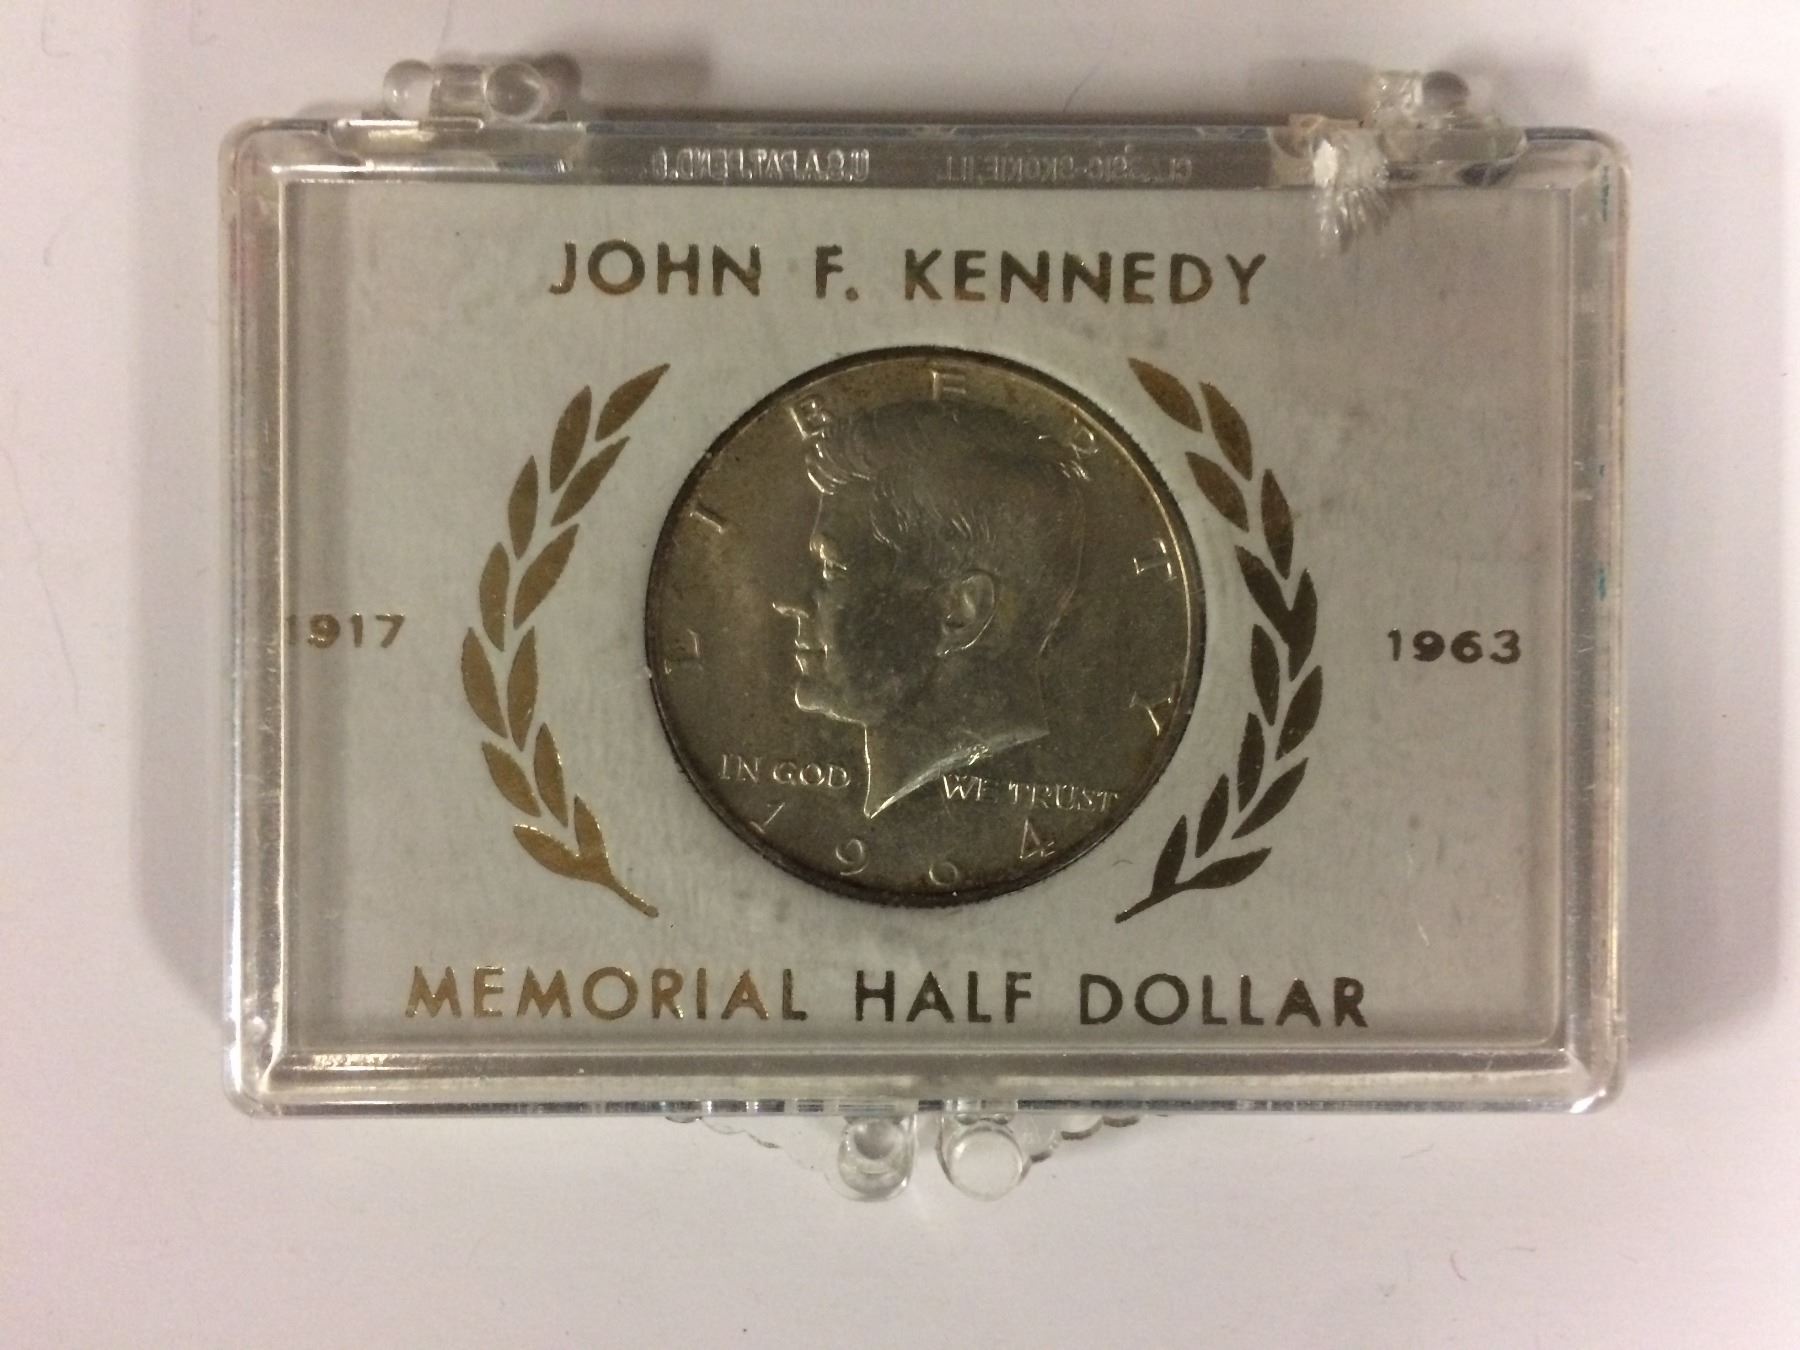 JOHN F. KENNEDY
LIBERTY
1917
1963
IN GOD WE TRUST
1964
MEMORIAL HALF DOLLAR